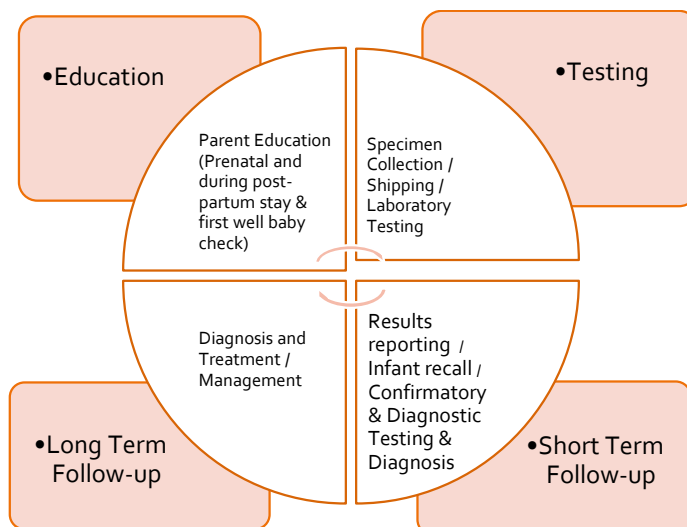 •Education
•Testing
Parent Education
(Prenatal and
during post-
partum stay &
first well baby
check)
Specimen
Collection /
Shipping /
Laboratory
Testing
Diagnosis and
Treatment /
Management
Results
reporting /
Infant recall /
Confirmatory
& Diagnostic
Testing &
Diagnosis
•Long Term
Follow-up
•Short Term
Follow-up